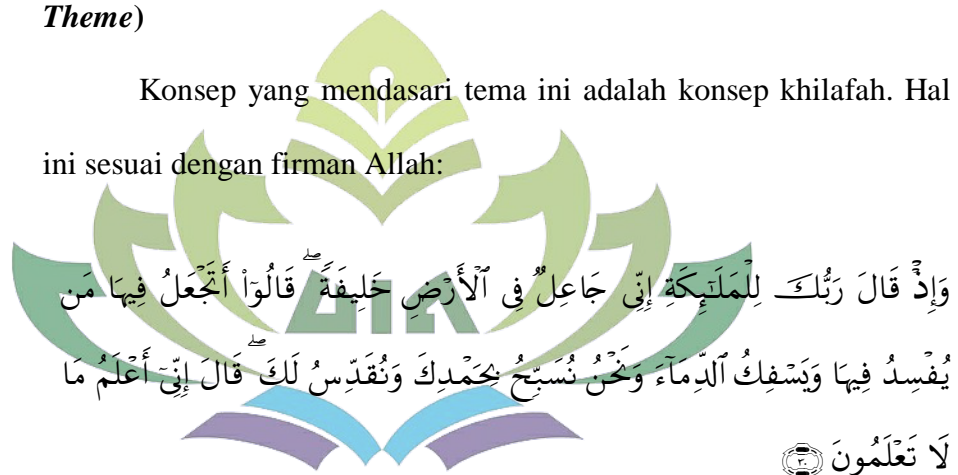 Theme)
Konsep yang mendasari tema ini adalah konsep khilafah. Hal
ini sesuai dengan firman Allah:
وَإِذْ قَالَ رَبُّكَ لِلْمَلَـٰٓئِكَةِ إِنِّى جَاعِلٌ فِى ٱلْأَرْضِ خَلِيفَةً ۖ قَالُوٓا۟ أَتَجْعَلُ فِيهَا مَن
يُفْسِدُ فِيهَا وَيَسْفِكُ ٱلدِّمَآءَ وَنَحْنُ نُسَبِّحُ بِحَمْدِكَ وَنُقَدِّسُ لَكَ ۖ قَالَ إِنِّىٓ أَعْلَمُ مَا
لَا تَعْلَمُونَ ﴿٣٠﴾